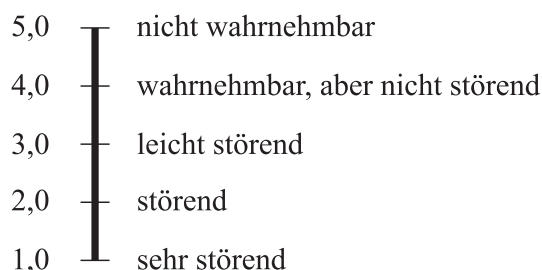 5,0 nicht wahrnehmbar
4,0 wahrnehmbar, aber nicht störend
3,0 leicht störend
2,0 störend
1,0 sehr störend